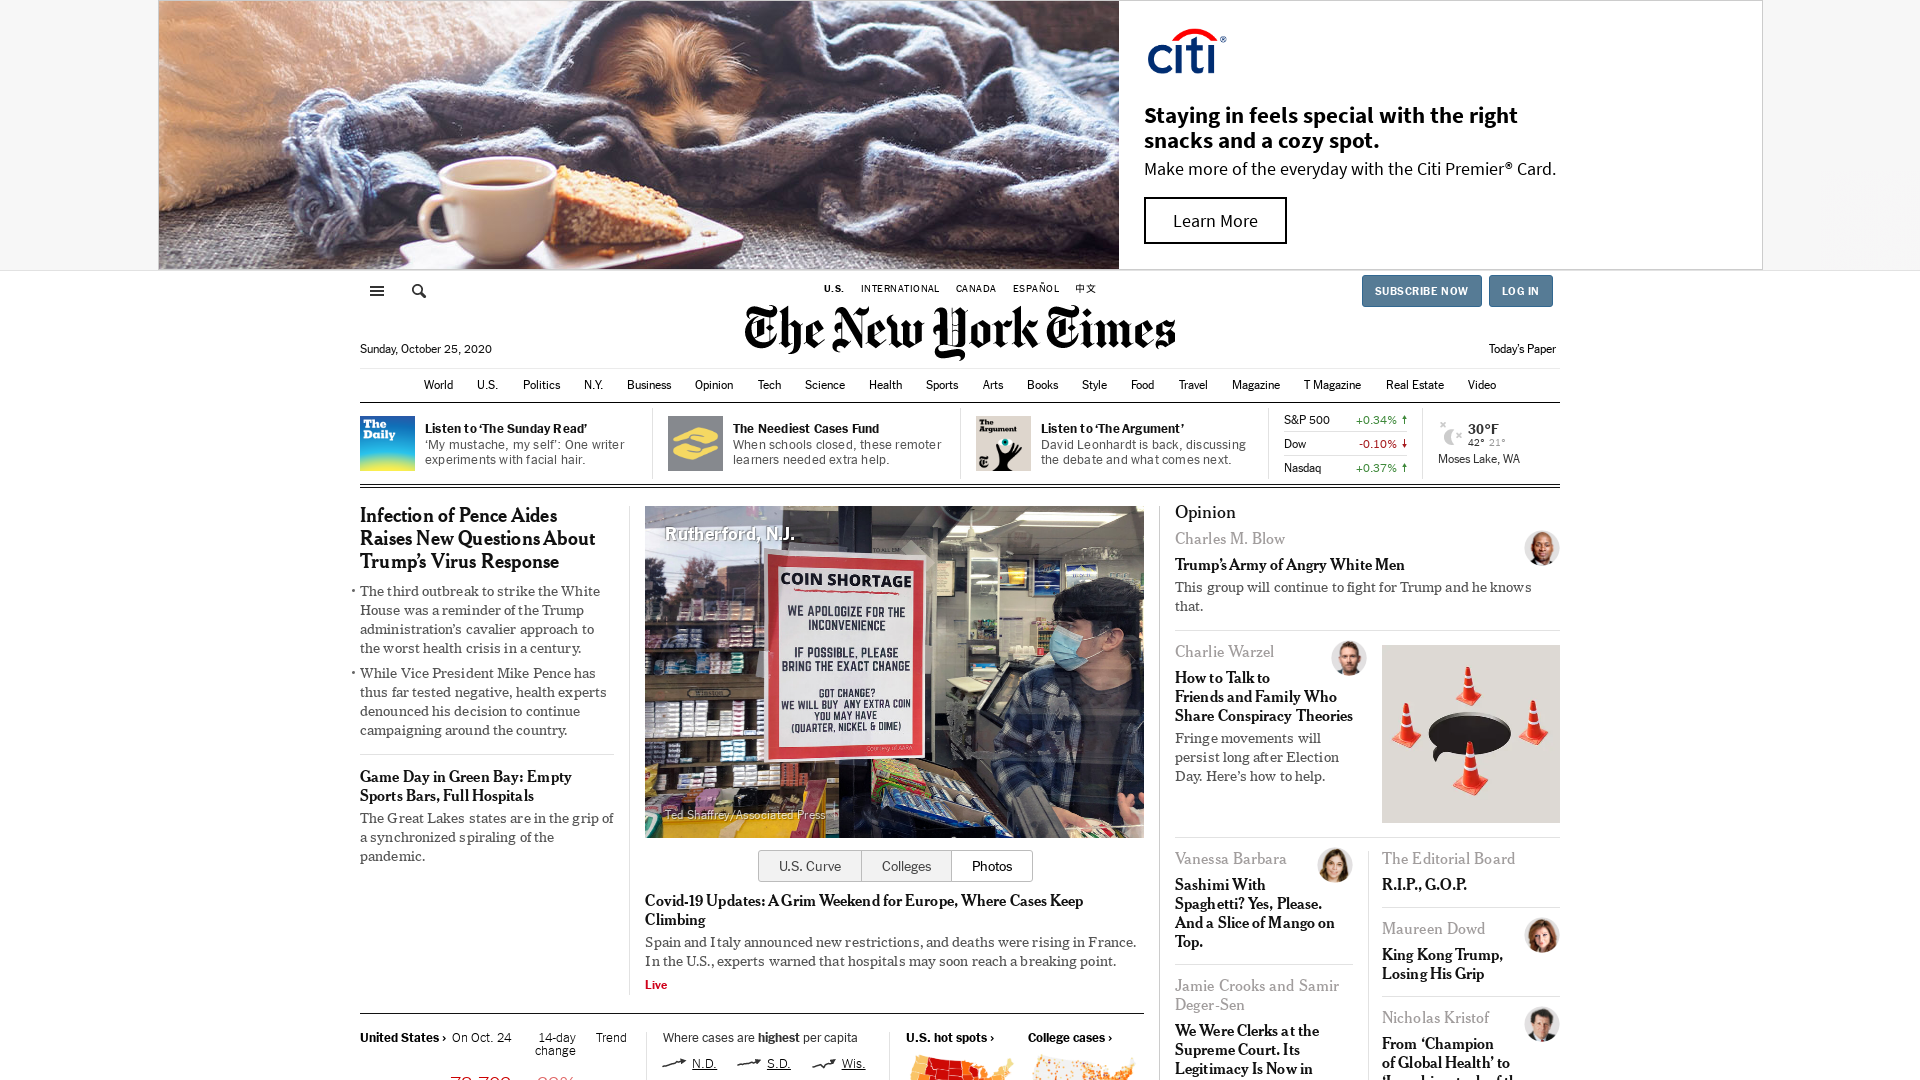 citi®
Staying in feels special with the right
snacks and a cozy spot.
Make more of the everyday with the Citi Premier® Card.
Learn More
U.S. INTERNATIONAL CANADA ESPAÑOL 中文
SUBSCRIBE NOW LOG IN
The New York Times
Sunday, October 25, 2020
Today's Paper
World U.S. Politics N.Y. Business Opinion Tech Science Health Sports Arts Books Style Food Travel Magazine T Magazine Real Estate Video
The
Daily
Listen to 'The Sunday Read'
'My mustache, my self': One writer
experiments with facial hair.
The Neediest Cases Fund
When schools closed, these remoter
learners needed extra help.
The
Argument
Listen to 'The Argument'
David Leonhardt is back, discussing
the debate and what comes next.
S&P 500 +0.34%
Dow -0.10%
Nasdaq +0.37%
30°F
42° 21°
Moses Lake, WA
Infection of Pence Aides
Raises New Questions About
Trump's Virus Response
• The third outbreak to strike the White
House was a reminder of the Trump
administration's cavalier approach to
the worst health crisis in a century.
• While Vice President Mike Pence has
thus far tested negative, health experts
denounced his decision to continue
campaigning around the country.
Game Day in Green Bay: Empty
Sports Bars, Full Hospitals
The Great Lakes states are in the grip of
a synchronized spiraling of the
pandemic.
Rutherford, N.J.
COIN SHORTAGE
WE APOLOGIZE FOR THE
INCONVENIENCE
IF POSSIBLE, PLEASE
BRING THE EXACT CHANGE
GOT CHANGE?
WE WILL BUY ANY EXTRA COIN
YOU MAY HAVE
(QUARTER, NICKEL & DIME)
Winston
Ted Shaffrey/Associated Press
U.S. Curve Colleges Photos
Covid-19 Updates: A Grim Weekend for Europe, Where Cases Keep
Climbing
Spain and Italy announced new restrictions, and deaths were rising in France.
In the U.S., experts warned that hospitals may soon reach a breaking point.
Live
United States › On Oct. 24 14-day
change Trend
Where cases are highest per capita
N.D. S.D. Wis.
U.S. hot spots › College cases ›
Opinion
Charles M. Blow
Trump's Army of Angry White Men
This group will continue to fight for Trump and he knows
that.
Charlie Warzel
How to Talk to
Friends and Family Who
Share Conspiracy Theories
Fringe movements will
persist long after Election
Day. Here's how to help.
Vanessa Barbara
Sashimi With
Spaghetti? Yes, Please.
And a Slice of Mango on
Top.
Jamie Crooks and Samir
Deger-Sen
We Were Clerks at the
Supreme Court. Its
Legitimacy Is Now in
The Editorial Board
R.I.P., G.O.P.
Maureen Dowd
King Kong Trump,
Losing His Grip
Nicholas Kristof
From 'Champion
of Global Health' to